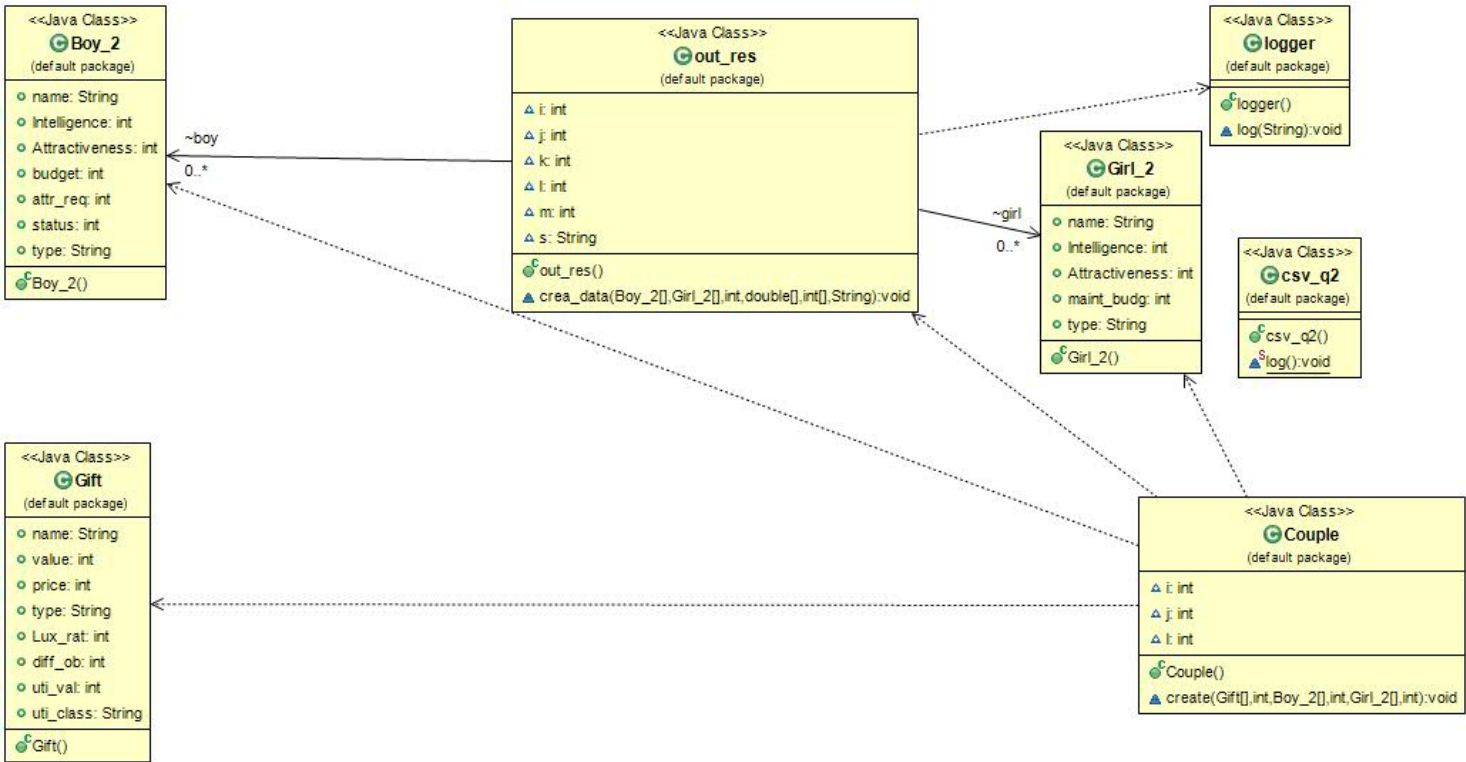 <<Java Class>>
Boy_2
(default package)
name: String
Intelligence: int
Attractiveness: int
budget: int
attr_req: int
status: int
type: String
Boy_2()
~boy
0..*
<<Java Class>>
out_res
(default package)
i: int
j: int
k: int
l: int
m: int
s: String
out_res()
crea_data(Boy_2[],Girl_2[],int,double[],int[],String):void
<<Java Class>>
logger
(default package)
logger()
log(String):void
~girl
0..*
<<Java Class>>
Girl_2
(default package)
name: String
Intelligence: int
Attractiveness: int
maint_budg: int
type: String
Girl_2()
<<Java Class>>
csv_q2
(default package)
csv_q2()
log():void
<<Java Class>>
Gift
(default package)
name: String
value: int
price: int
type: String
Lux_rat: int
diff_ob: int
uti_val: int
uti_class: String
Gift()
<<Java Class>>
Couple
(default package)
i: int
j: int
l: int
Couple()
create(Gift[],int,Boy_2[],int,Girl_2[],int):void